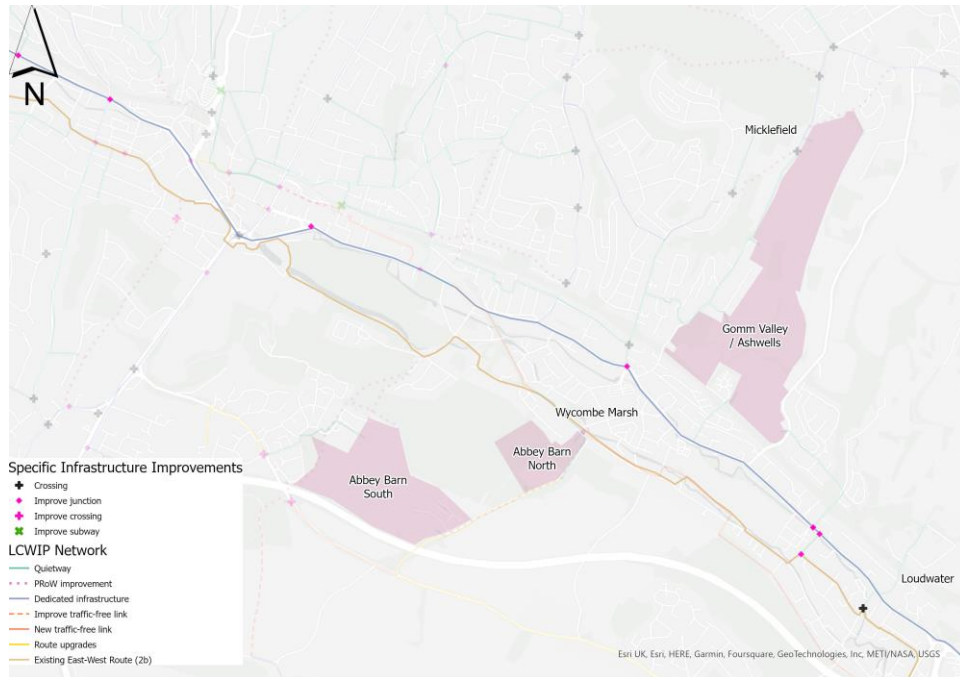 N
Micklefield
Gomm Valley
/ Ashwells
Wycombe Marsh
Abbey Barn
North
Abbey Barn
South
Loudwater
Specific Infrastructure Improvements
Crossing
Improve junction
Improve crossing
Improve subway
LCWIP Network
Quietway
PRoW improvement
Dedicated infrastructure
Improve traffic-free link
New traffic-free link
Route upgrades
Existing East-West Route (2b)
Esri UK, Esri, HERE, Garmin, Foursquare, GeoTechnologies, Inc, METI/NASA, USGS